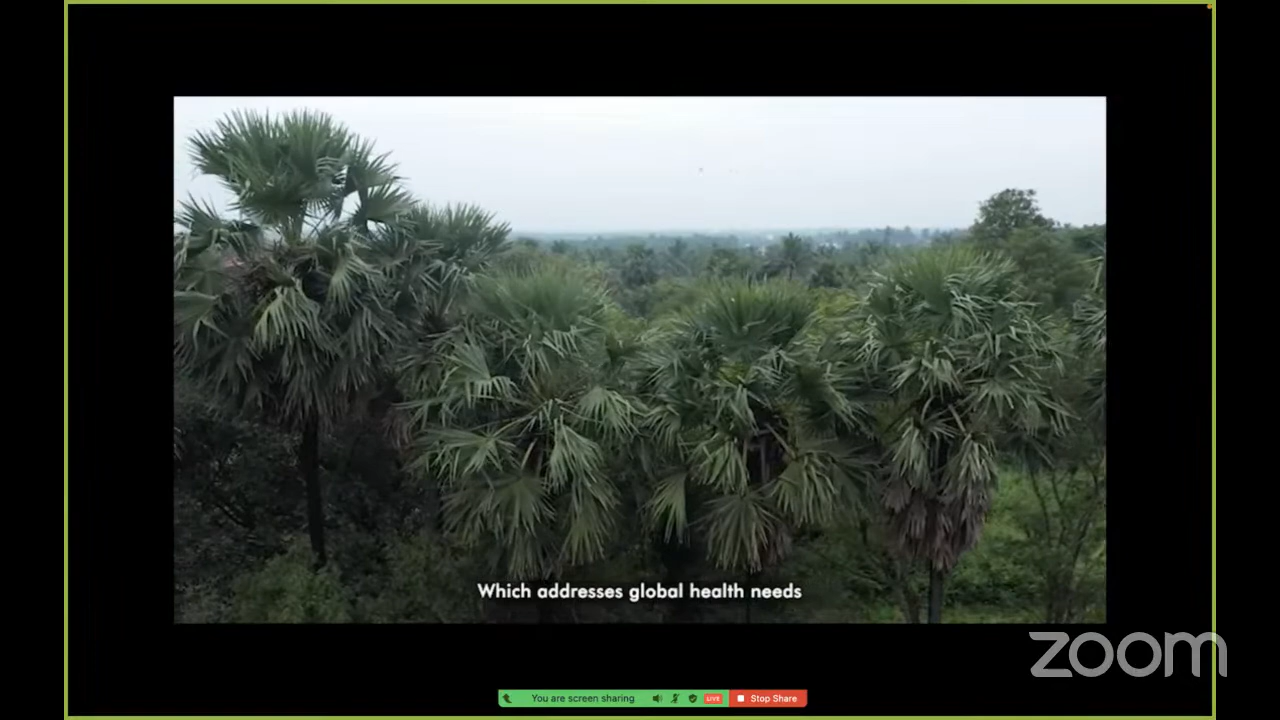 Which addresses global health needs
zoom
You are screen sharing
LIVE
Stop Share